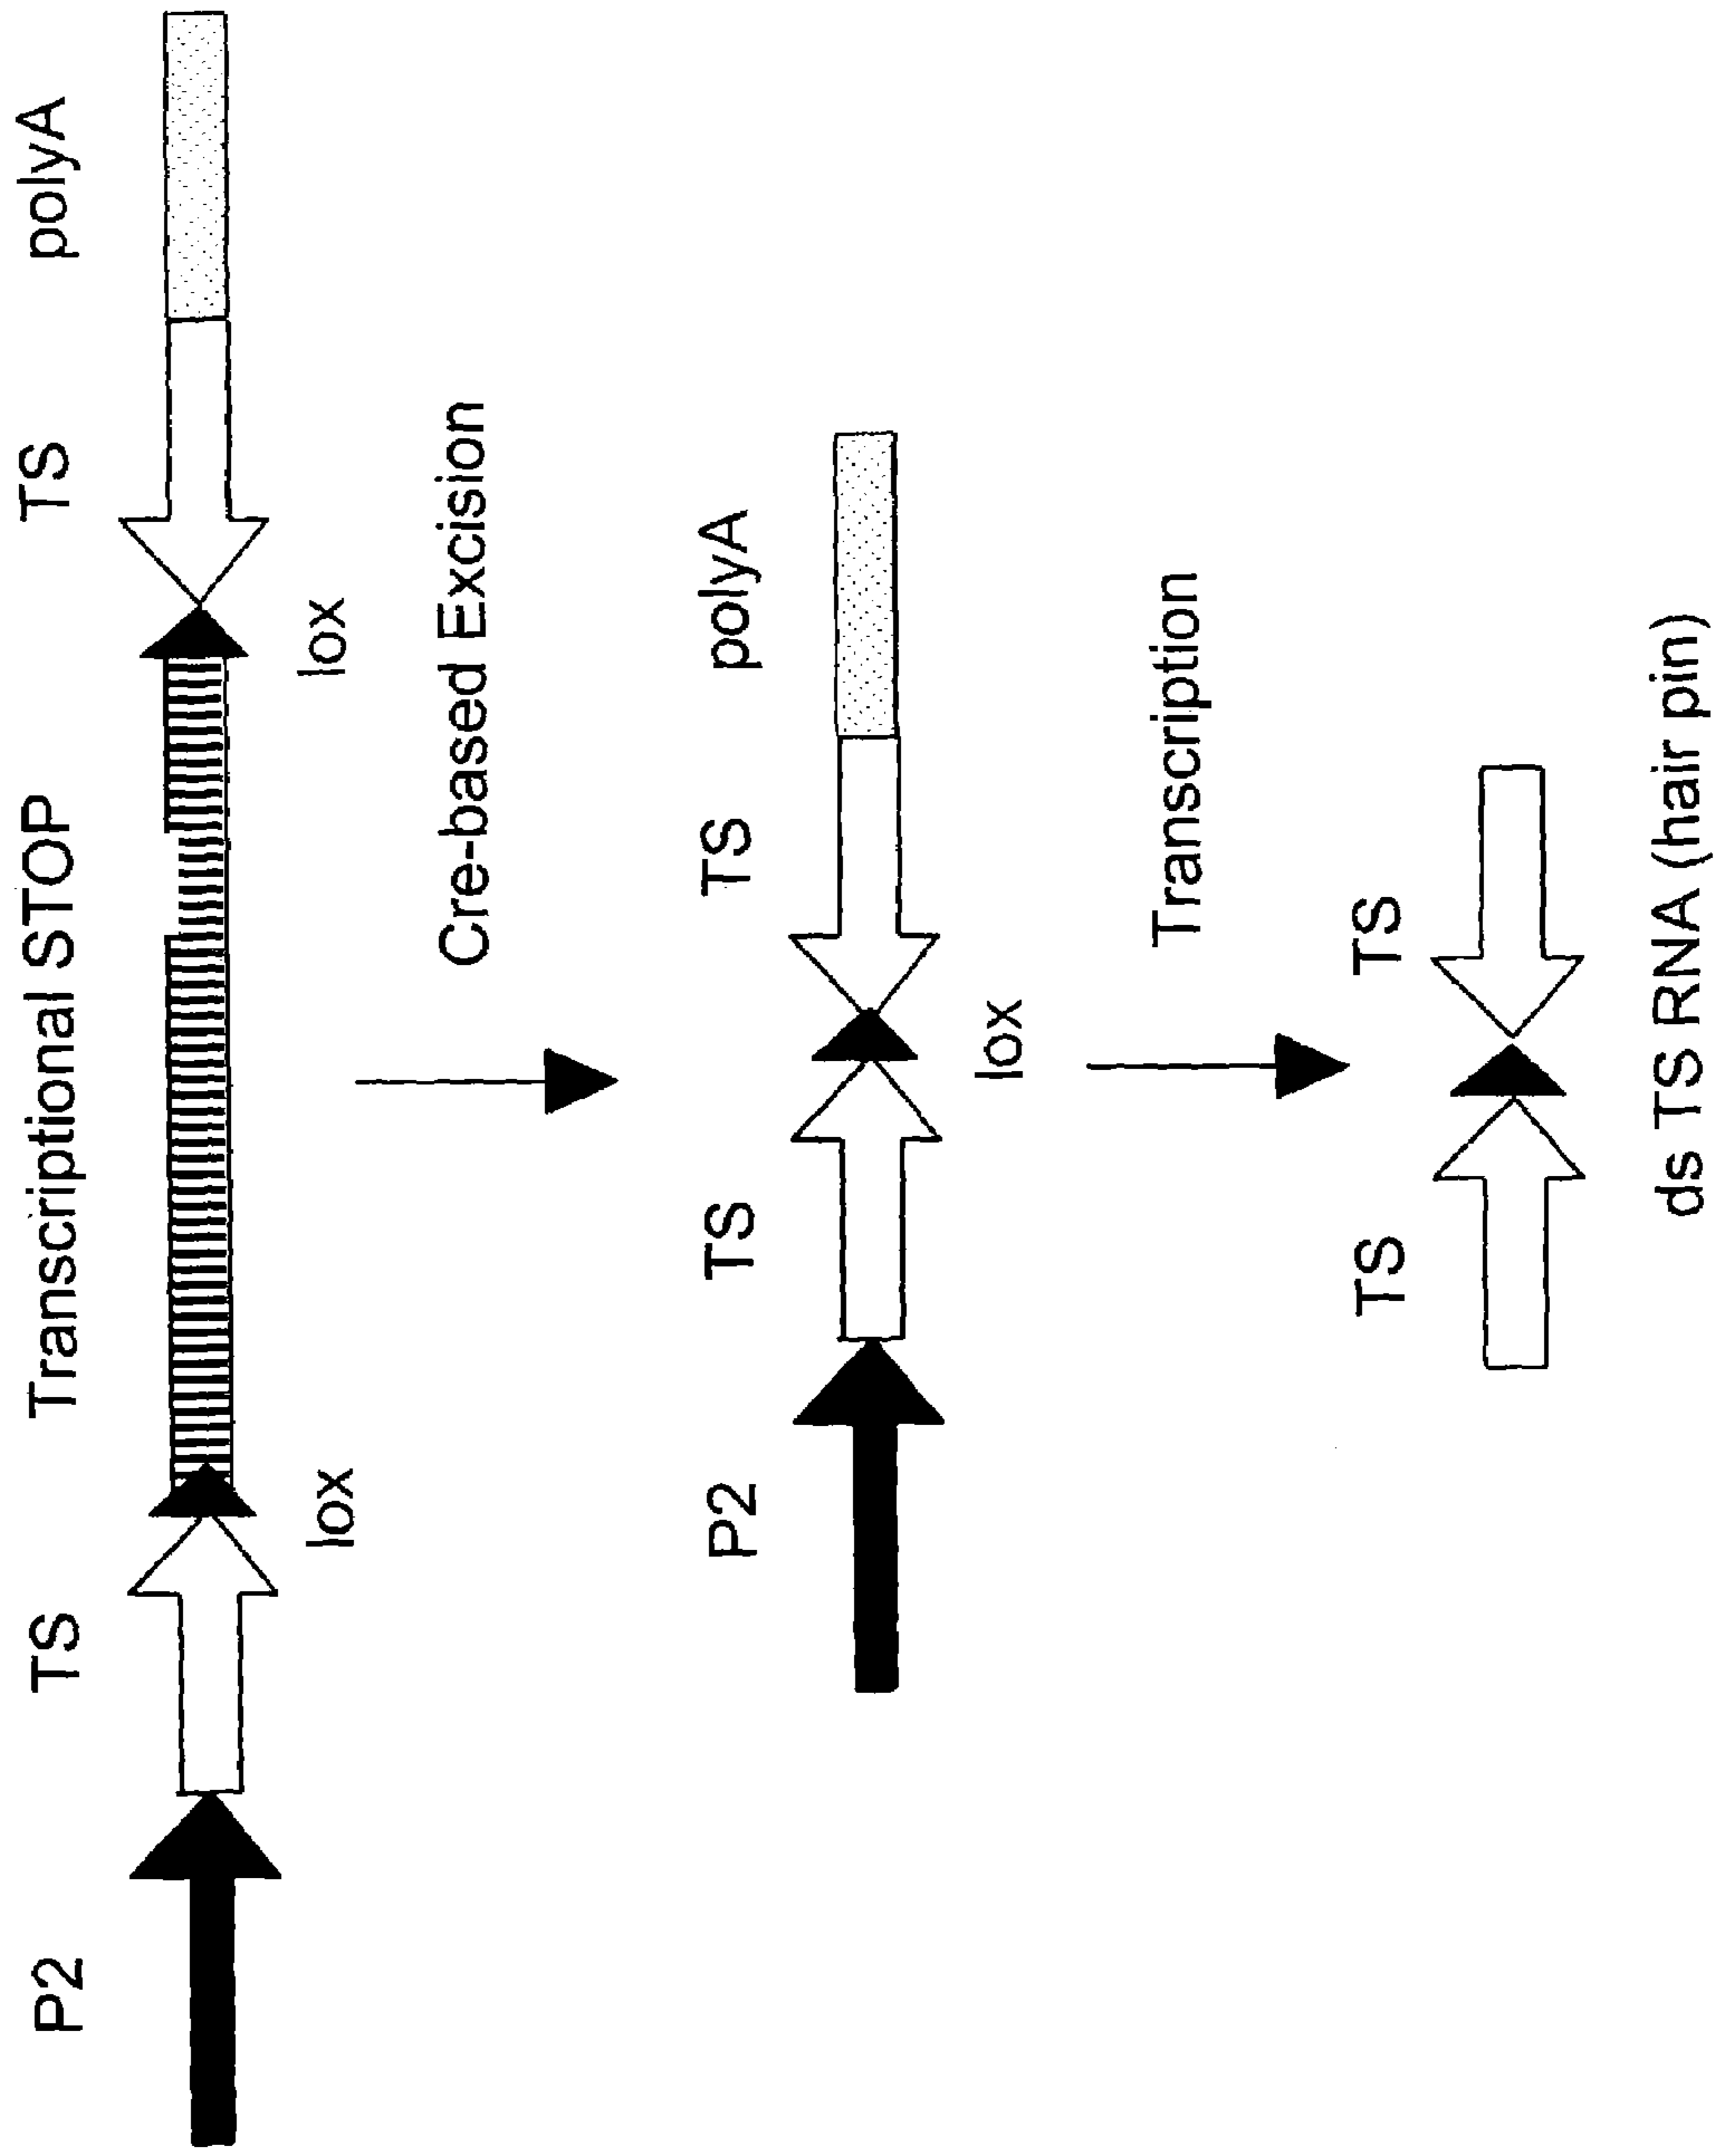 P2 TS Transcriptional STOP TS polyA
lox lox
Cre-based Excision
P2 TS TS polyA
lox
Transcription
TS TS
ds TS RNA (hair pin)